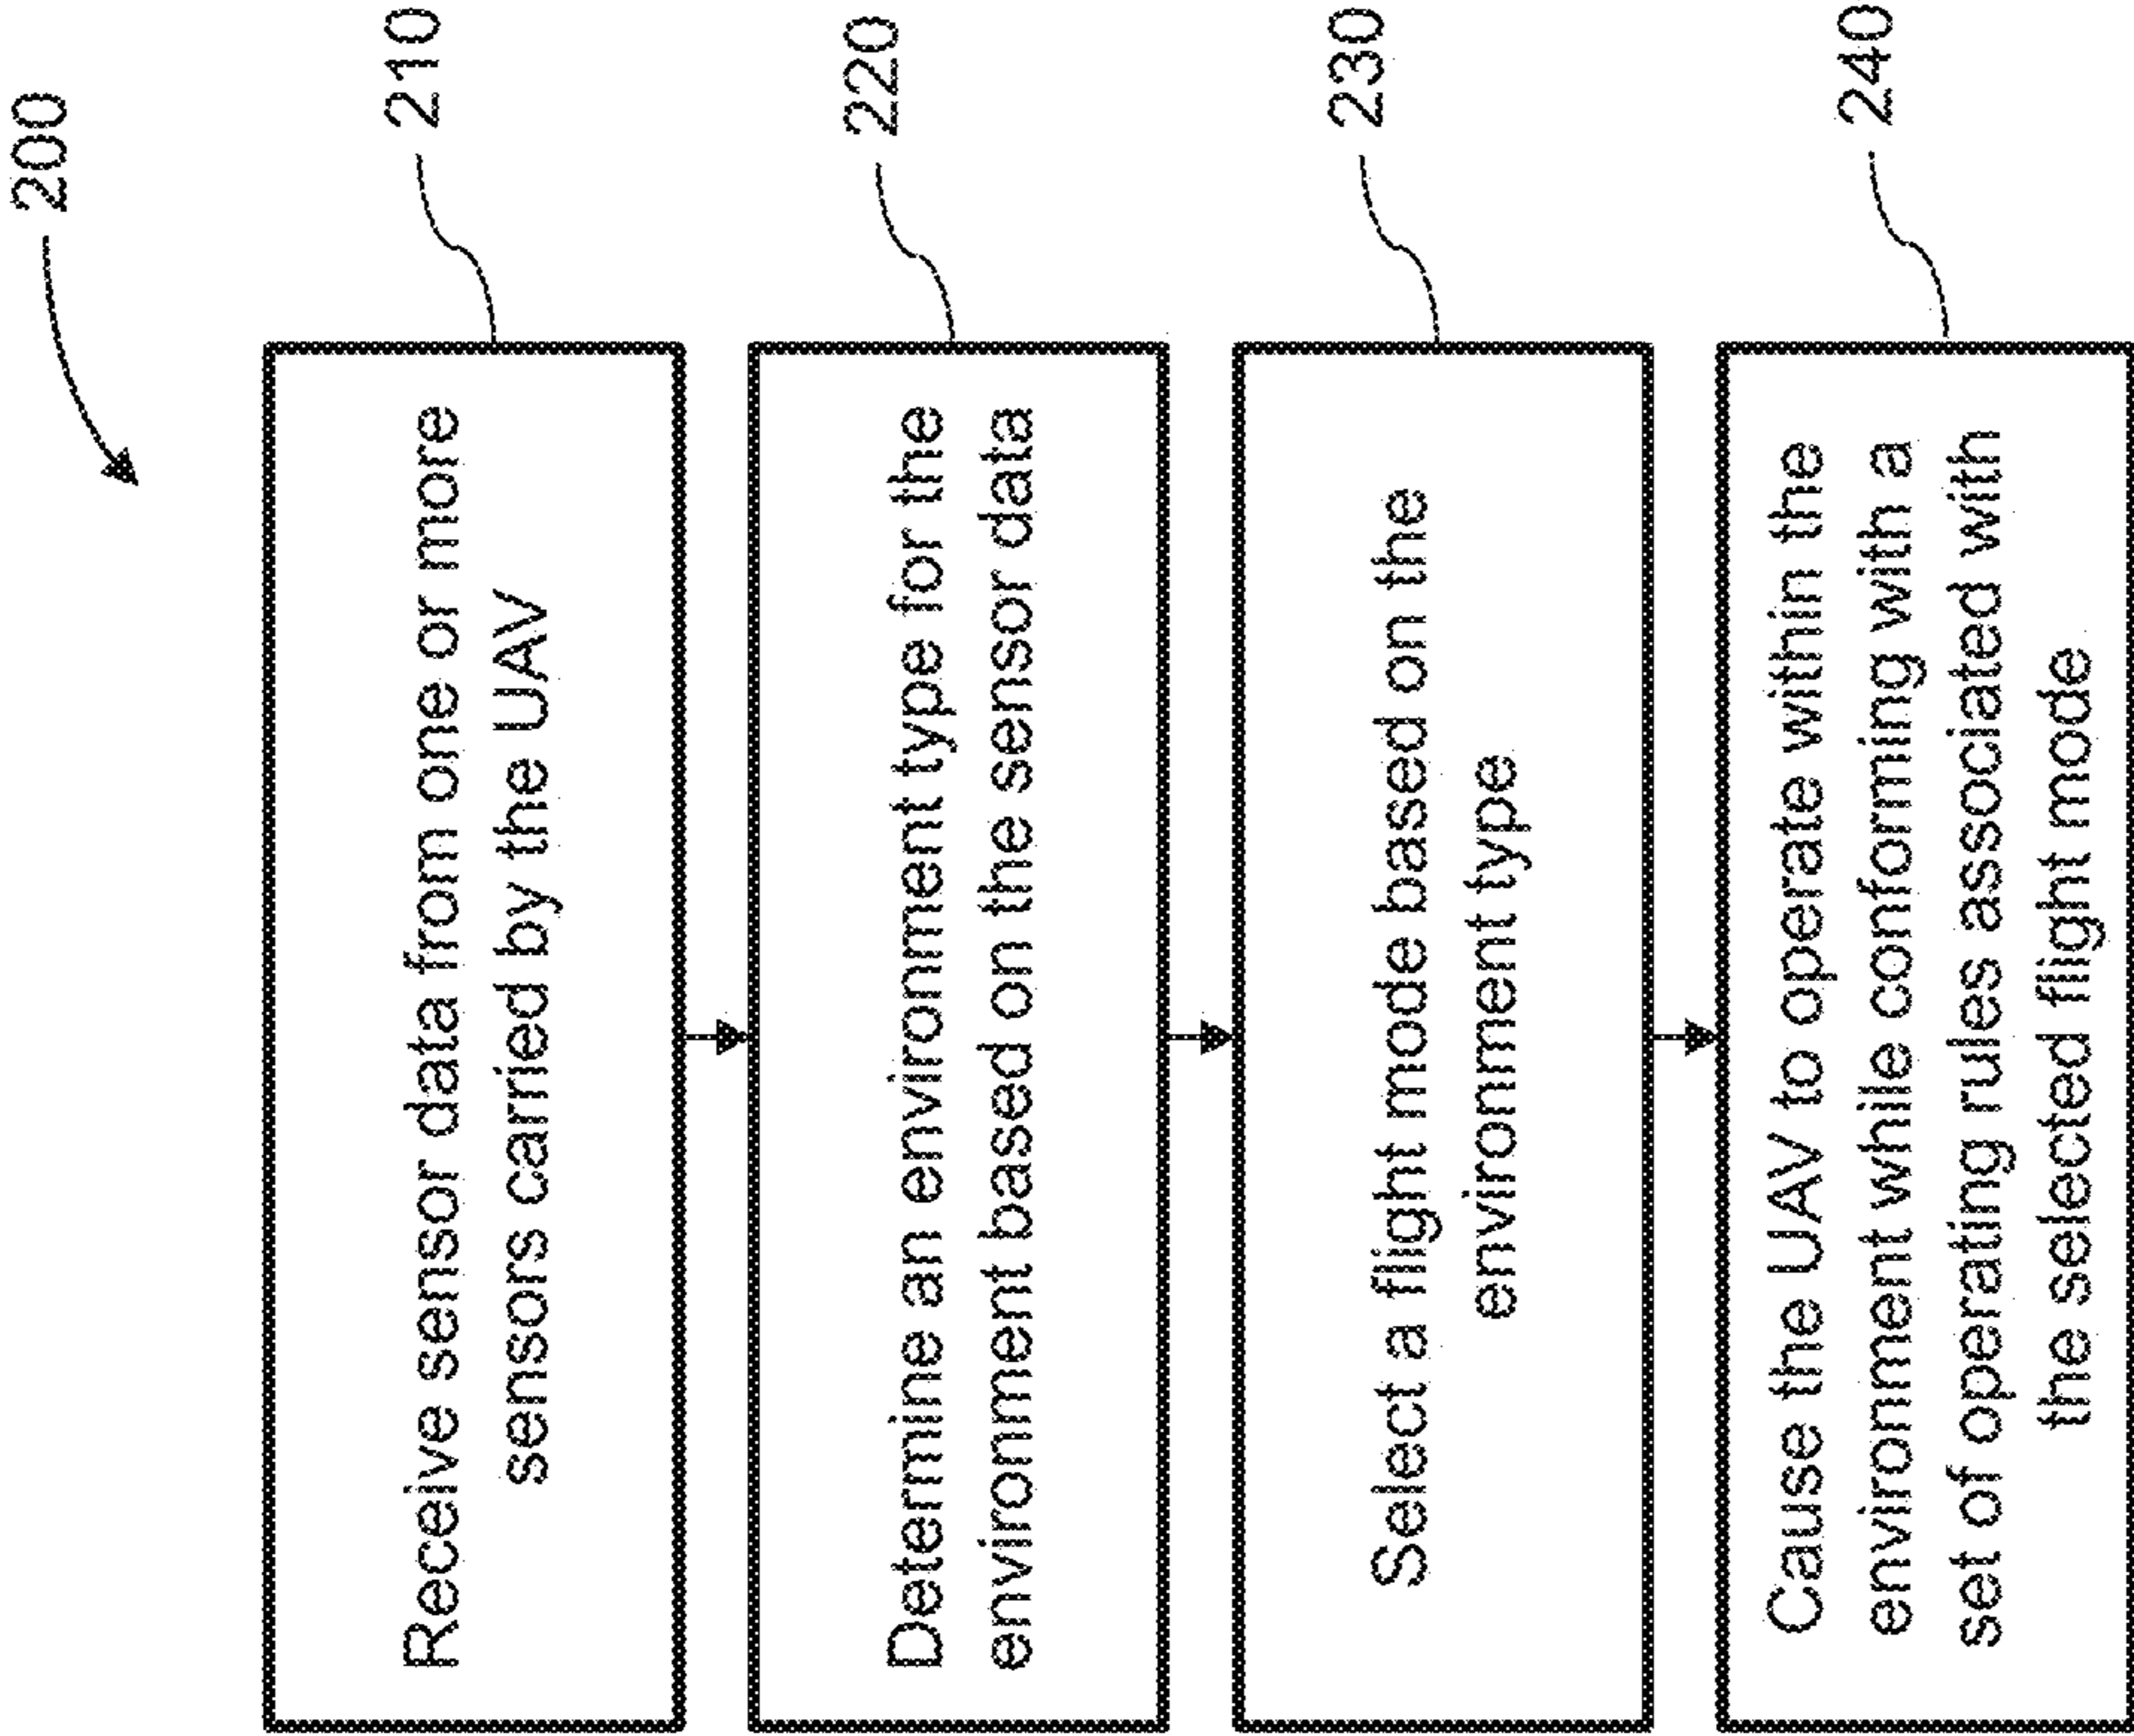 200
Receive sensor data from one or more
sensors carried by the UAV
210
Determine an environment type for the
environment based on the sensor data
220
Select a flight mode based on the
environment type
230
Cause the UAV to operate within the
environment while conforming with a
set of operating rules associated with
the selected flight mode
240